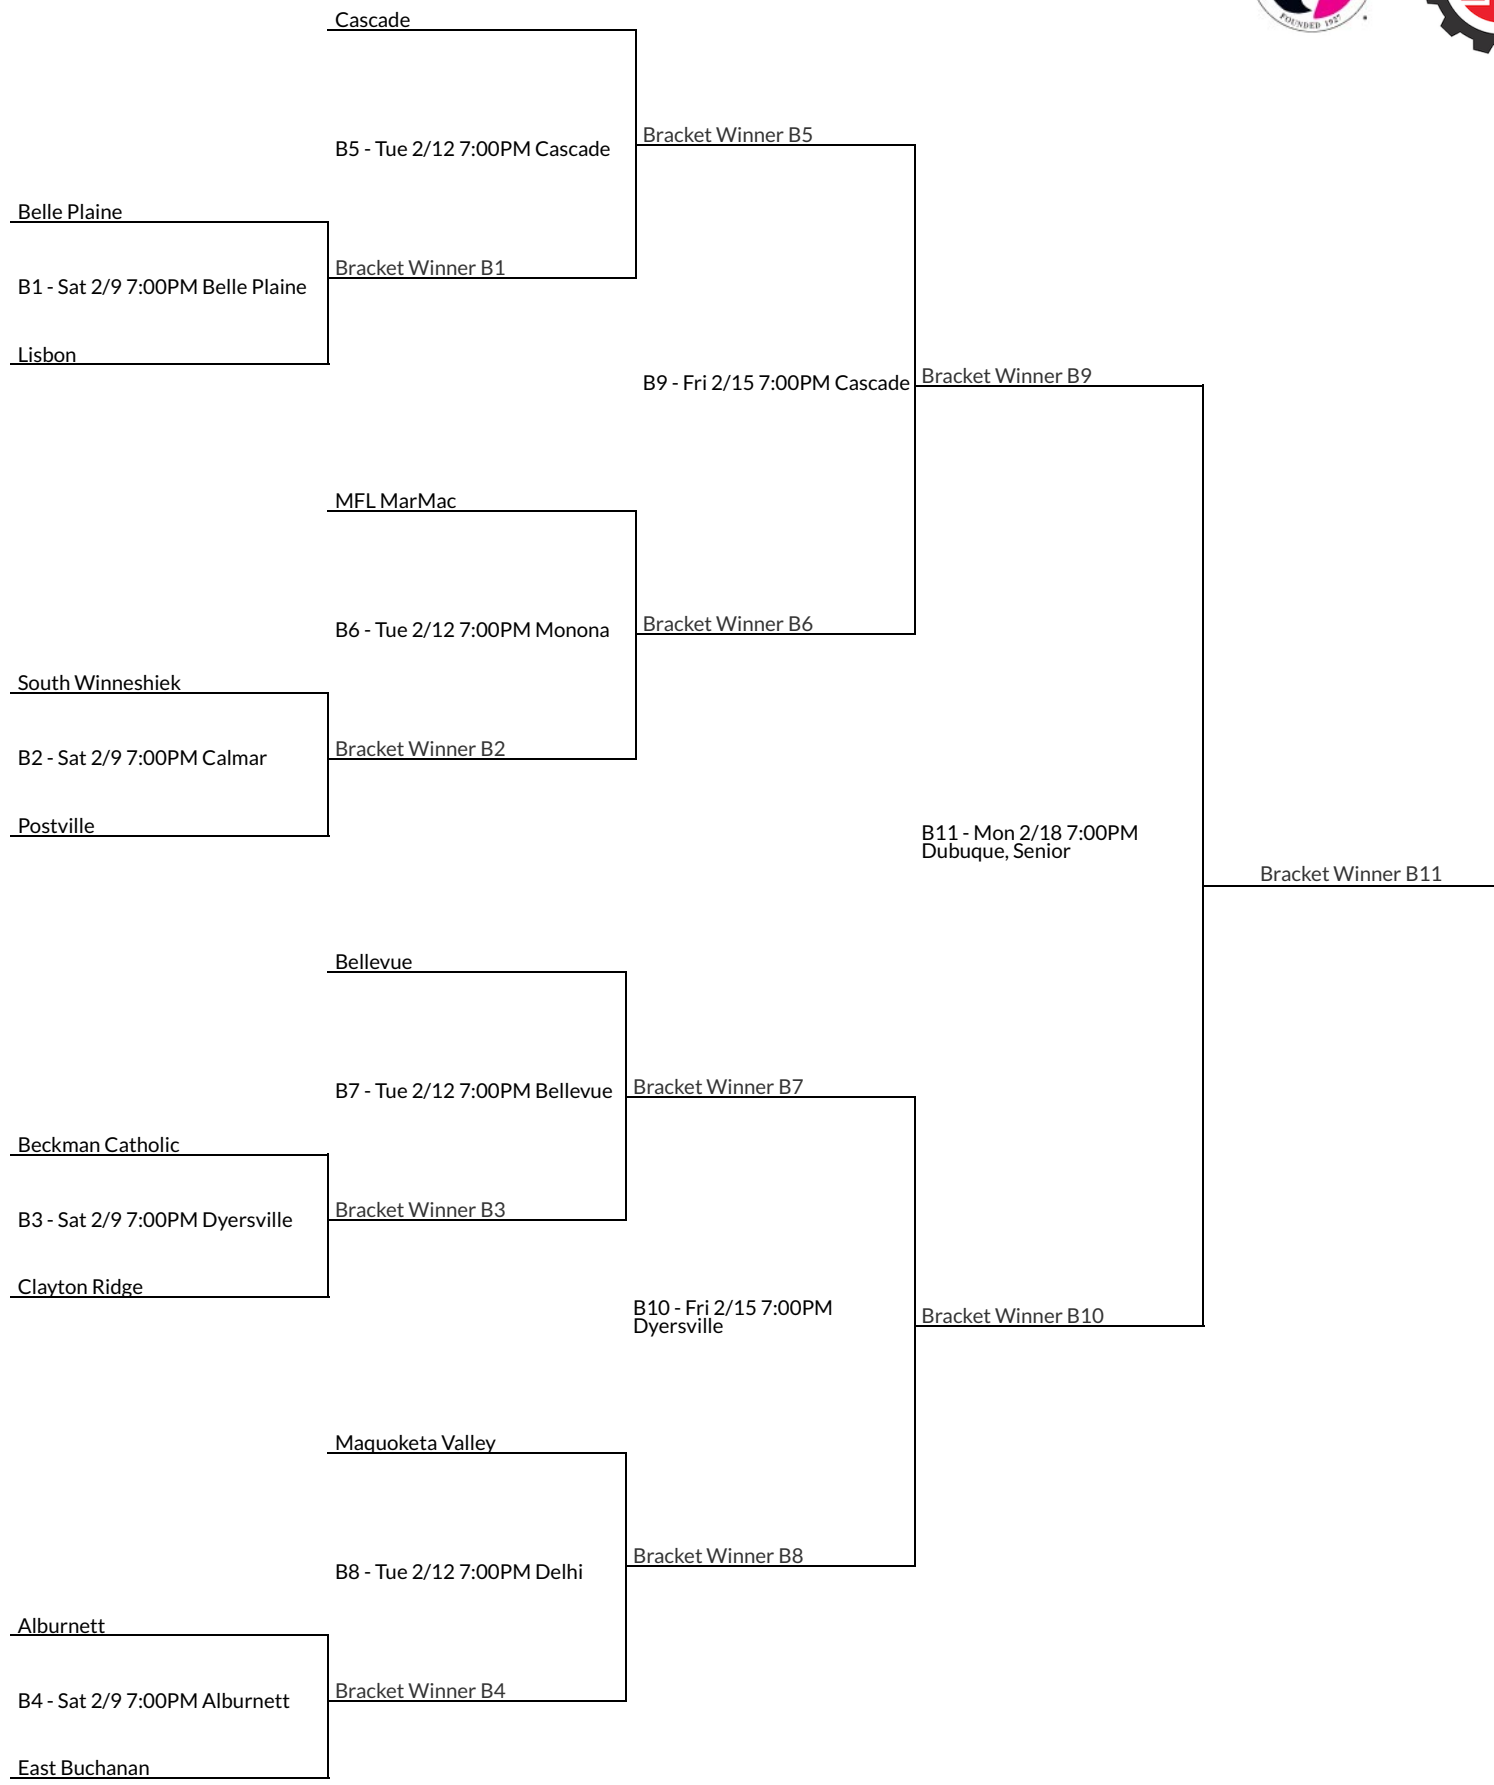 Cascade
FOUNDED 1927
B5 - Tue 2/12 7:00PM Cascade
Bracket Winner B5
Belle Plaine
B1 - Sat 2/9 7:00PM Belle Plaine
Bracket Winner B1
Lisbon
B9 - Fri 2/15 7:00PM Cascade
Bracket Winner B9
MFL MarMac
B6 - Tue 2/12 7:00PM Monona
Bracket Winner B6
South Winneshiek
B2 - Sat 2/9 7:00PM Calmar
Bracket Winner B2
Postville
B11 - Mon 2/18 7:00PM
Dubuque, Senior
Bracket Winner B11
Bellevue
B7 - Tue 2/12 7:00PM Bellevue
Bracket Winner B7
Beckman Catholic
B3 - Sat 2/9 7:00PM Dyersville
Bracket Winner B3
Clayton Ridge
B10 - Fri 2/15 7:00PM
Dyersville
Bracket Winner B10
Maquoketa Valley
B8 - Tue 2/12 7:00PM Delhi
Bracket Winner B8
Alburnett
B4 - Sat 2/9 7:00PM Alburnett
Bracket Winner B4
East Buchanan